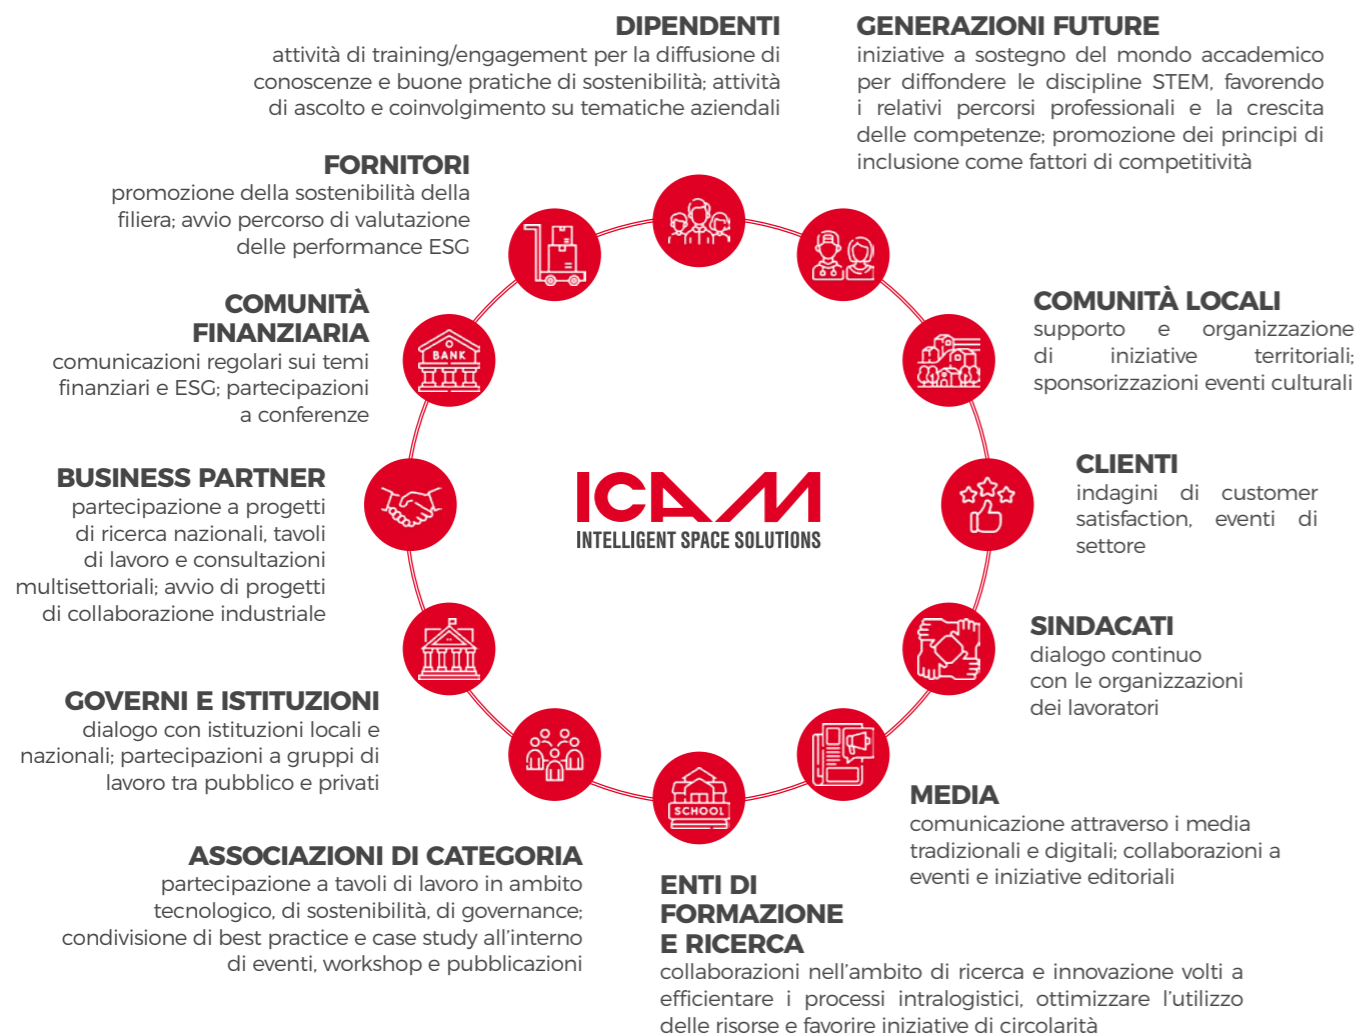 DIPENDENTI
attività di training/engagement per la diffusione di
conoscenze e buone pratiche di sostenibilità; attività
di ascolto e coinvolgimento su tematiche aziendali
GENERAZIONI FUTURE
iniziative a sostegno del mondo accademico
per diffondere le discipline STEM, favorendo
i relativi percorsi professionali e la crescita
delle competenze; promozione dei principi di
inclusione come fattori di competitività
FORNITORI
promozione della sostenibilità della
filiera; avvio percorso di valutazione
delle performance ESG
COMUNITÀ
FINANZIARIA
comunicazioni regolari sui temi
finanziari e ESG; partecipazioni
a conferenze
BANK
COMUNITÀ LOCALI
supporto e organizzazione
di iniziative territoriali;
sponsorizzazioni eventi culturali
BUSINESS PARTNER
partecipazione a progetti
di ricerca nazionali, tavoli
di lavoro e consultazioni
multisettoriali; avvio di progetti
di collaborazione industriale
ICAM
INTELLIGENT SPACE SOLUTIONS
CLIENTI
indagini di customer
satisfaction, eventi di
settore
SINDACATI
dialogo continuo
con le organizzazioni
dei lavoratori
GOVERNI E ISTITUZIONI
dialogo con istituzioni locali e
nazionali; partecipazioni a gruppi di
lavoro tra pubblico e privati
SCHOOL
MEDIA
comunicazione attraverso i media
tradizionali e digitali; collaborazioni a
eventi e iniziative editoriali
ASSOCIAZIONI DI CATEGORIA
partecipazione a tavoli di lavoro in ambito
tecnologico, di sostenibilità, di governance;
condivisione di best practice e case study all'interno
di eventi, workshop e pubblicazioni
ENTI DI
FORMAZIONE
E RICERCA
collaborazioni nell'ambito di ricerca e innovazione volti a
efficientare i processi intralogistici, ottimizzare l'utilizzo
delle risorse e favorire iniziative di circolarità